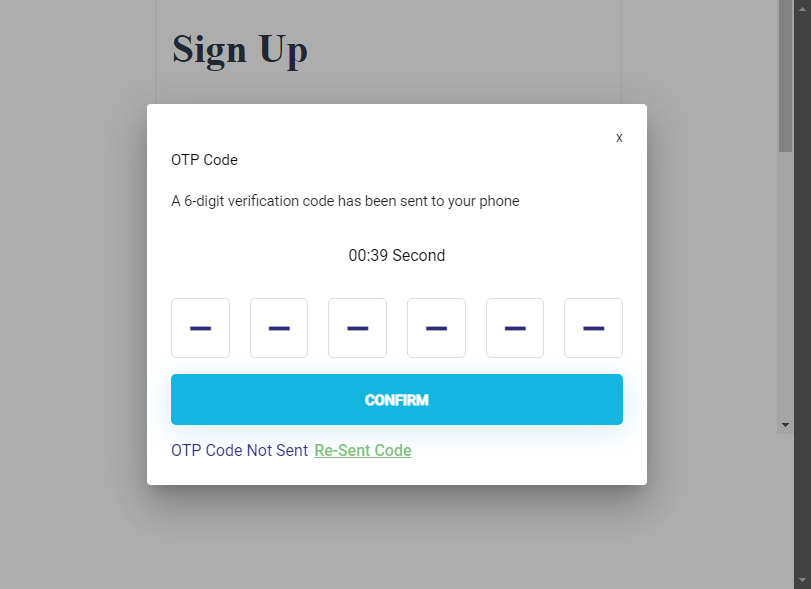 Sign Up
x
OTP Code
A 6-digit verification code has been sent to your phone
00:39 Second
CONFIRM
OTP Code Not Sent Re-Sent Code